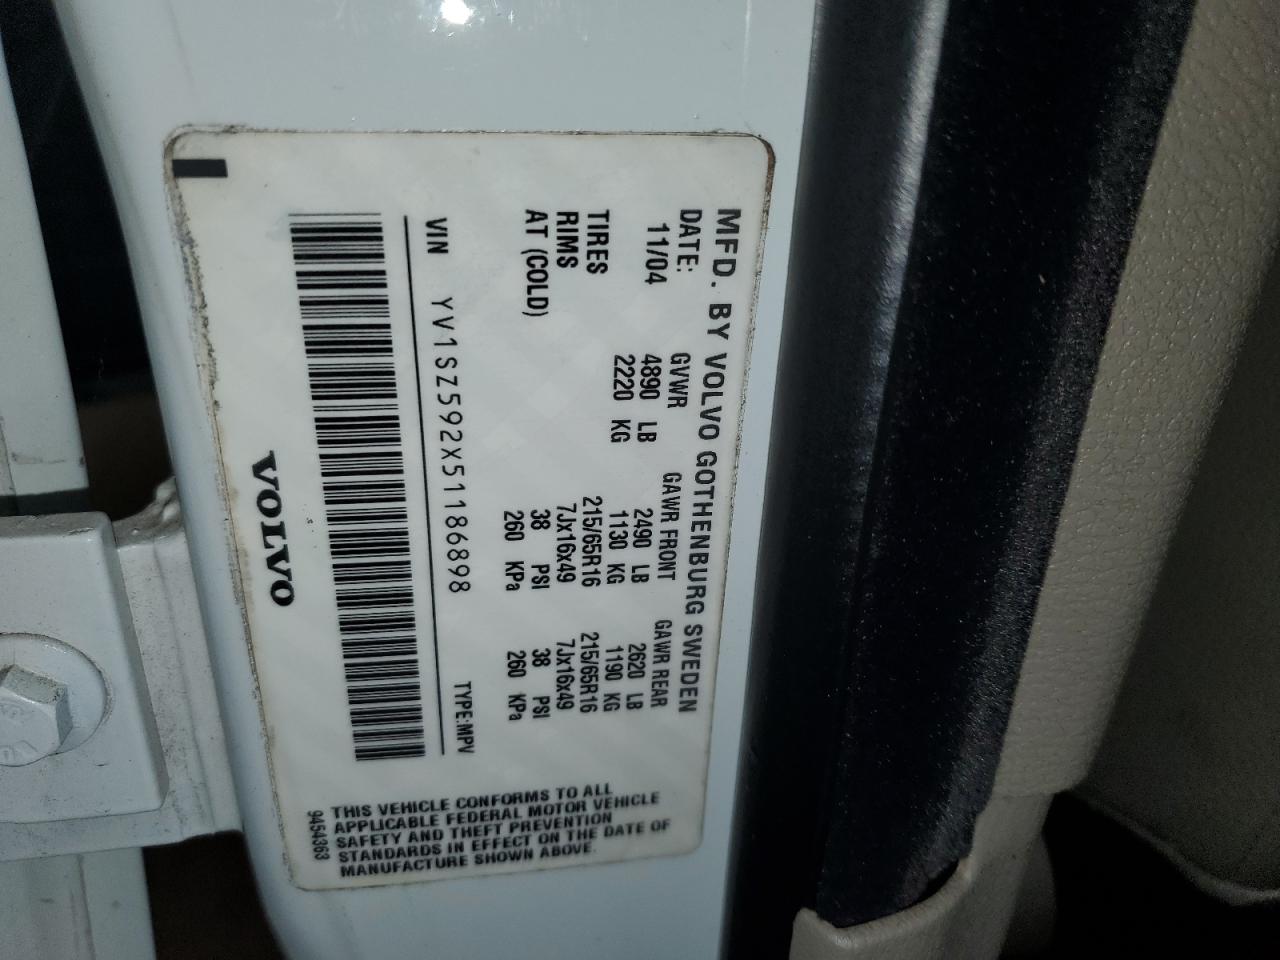 MFD. BY VOLVO GOTHENBURG SWEDEN
DATE: GVWR GAWR FRONT GAWR REAR
11/04 4890 LB 2490 LB 2620 LB
2220 KG 1130 KG 1190 KG
TIRES 215/65R16 215/65R16
RIMS 7Jx16x49 7Jx16x49
AT (COLD) 38 PSI 38 PSI
260 KPa 260 KPa
VIN YV1SZ592X51186898 TYPE:MPV
VOLVO
THIS VEHICLE CONFORMS TO ALL
APPLICABLE FEDERAL MOTOR VEHICLE
SAFETY AND THEFT PREVENTION
STANDARDS IN EFFECT ON THE DATE OF
MANUFACTURE SHOWN ABOVE.
9454363